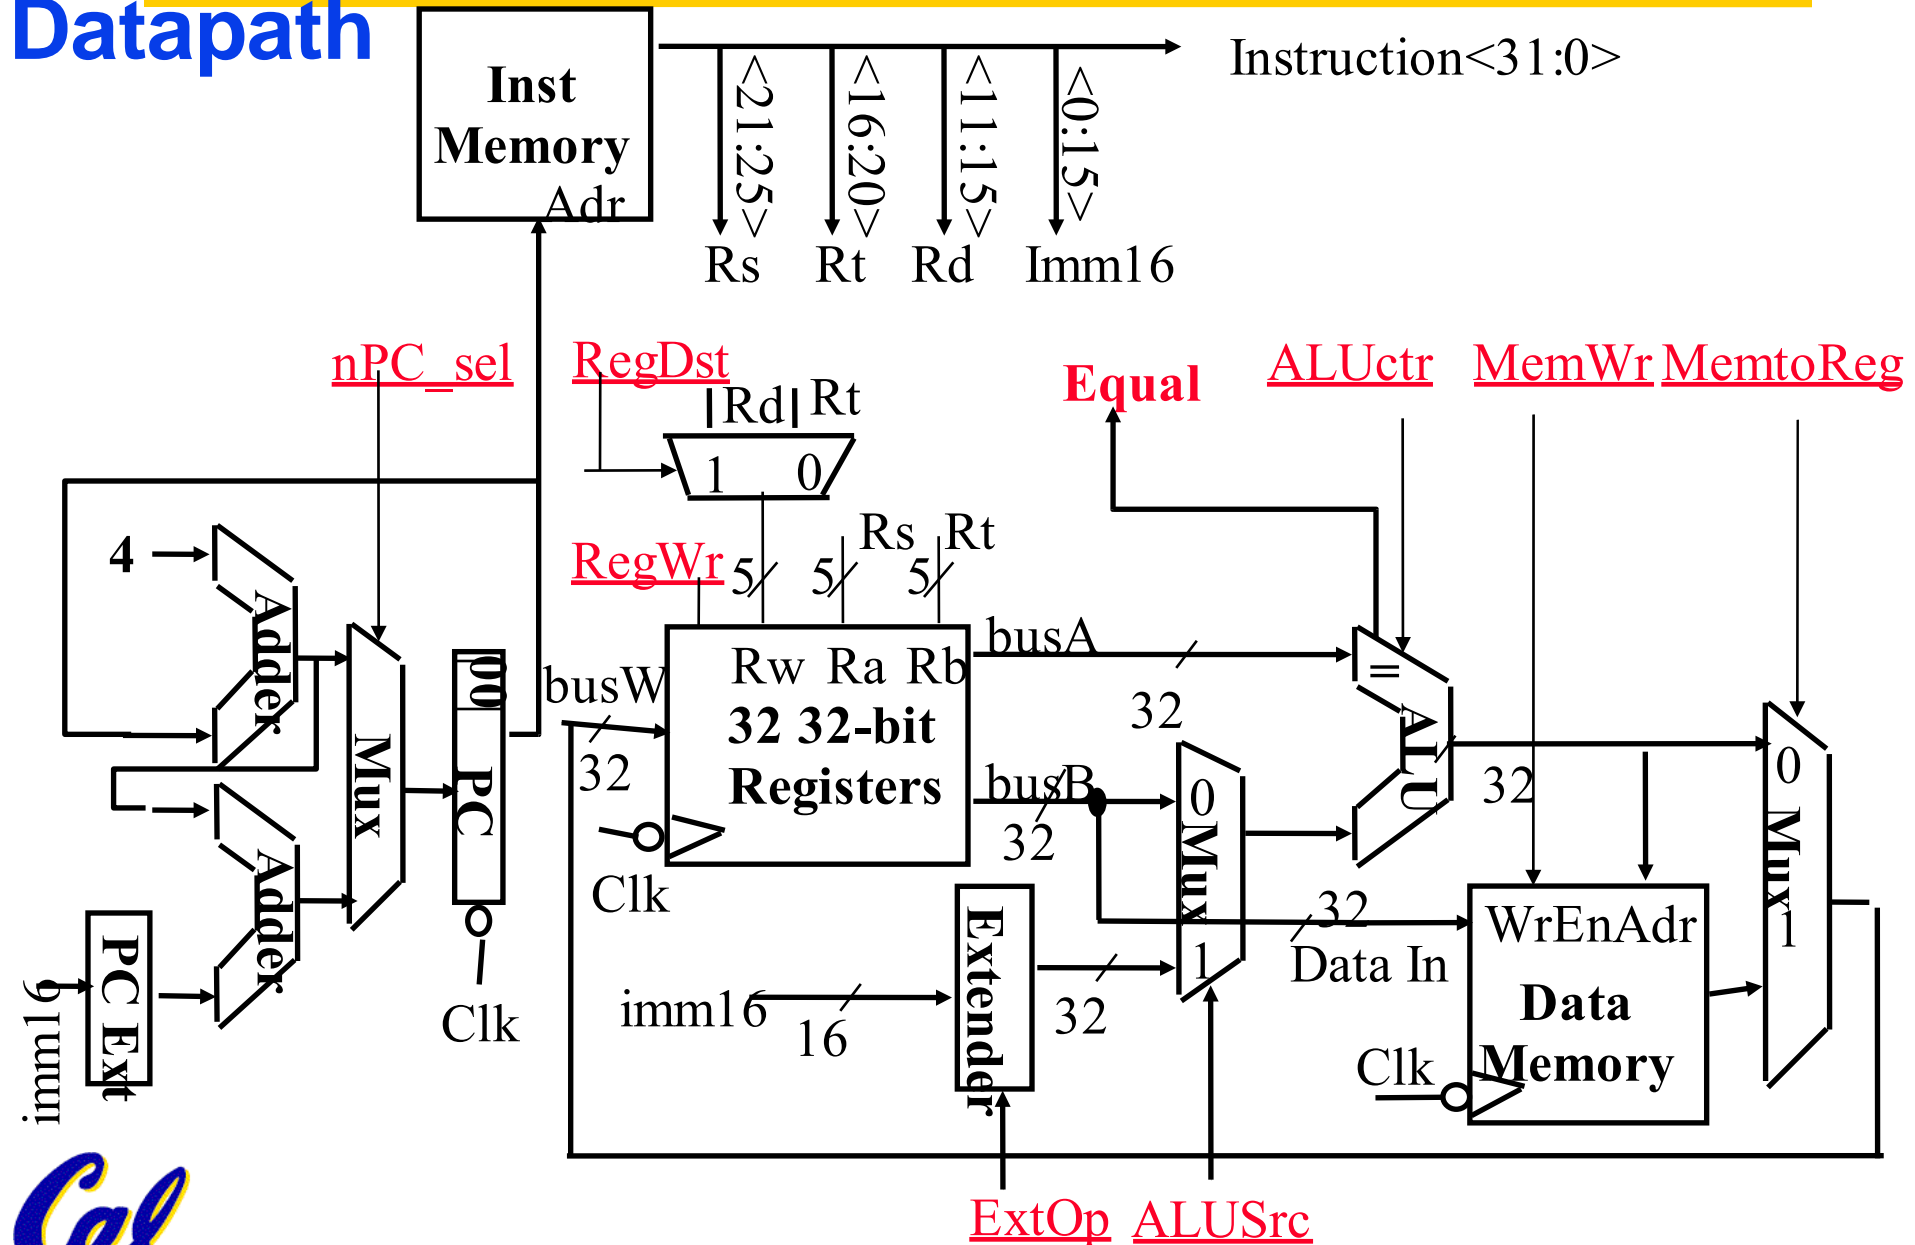 Datapath
Inst
Memory
Adr
Instruction<31:0>
<21:25>
<16:20>
<11:15>
<0:15>
Rs Rt Rd Imm16
nPC_sel
RegDst
Equal
ALUctr
MemWr
MemtoReg
Rd Rt
1 0
Rs Rt
RegWr
5 5 5
4
Adder
Mux
00
PC
Clk
Adder
PC Ext
imm16
busW
32
Rw Ra Rb
32 32-bit
Registers
Clk
busA
32
busB
32
0
Mux
1
=
ALU
32
imm16
16
Extender
32
32
Data In
WrEn Adr
Data
Memory
Clk
0
Mux
1
ExtOp
ALUSrc
Cal